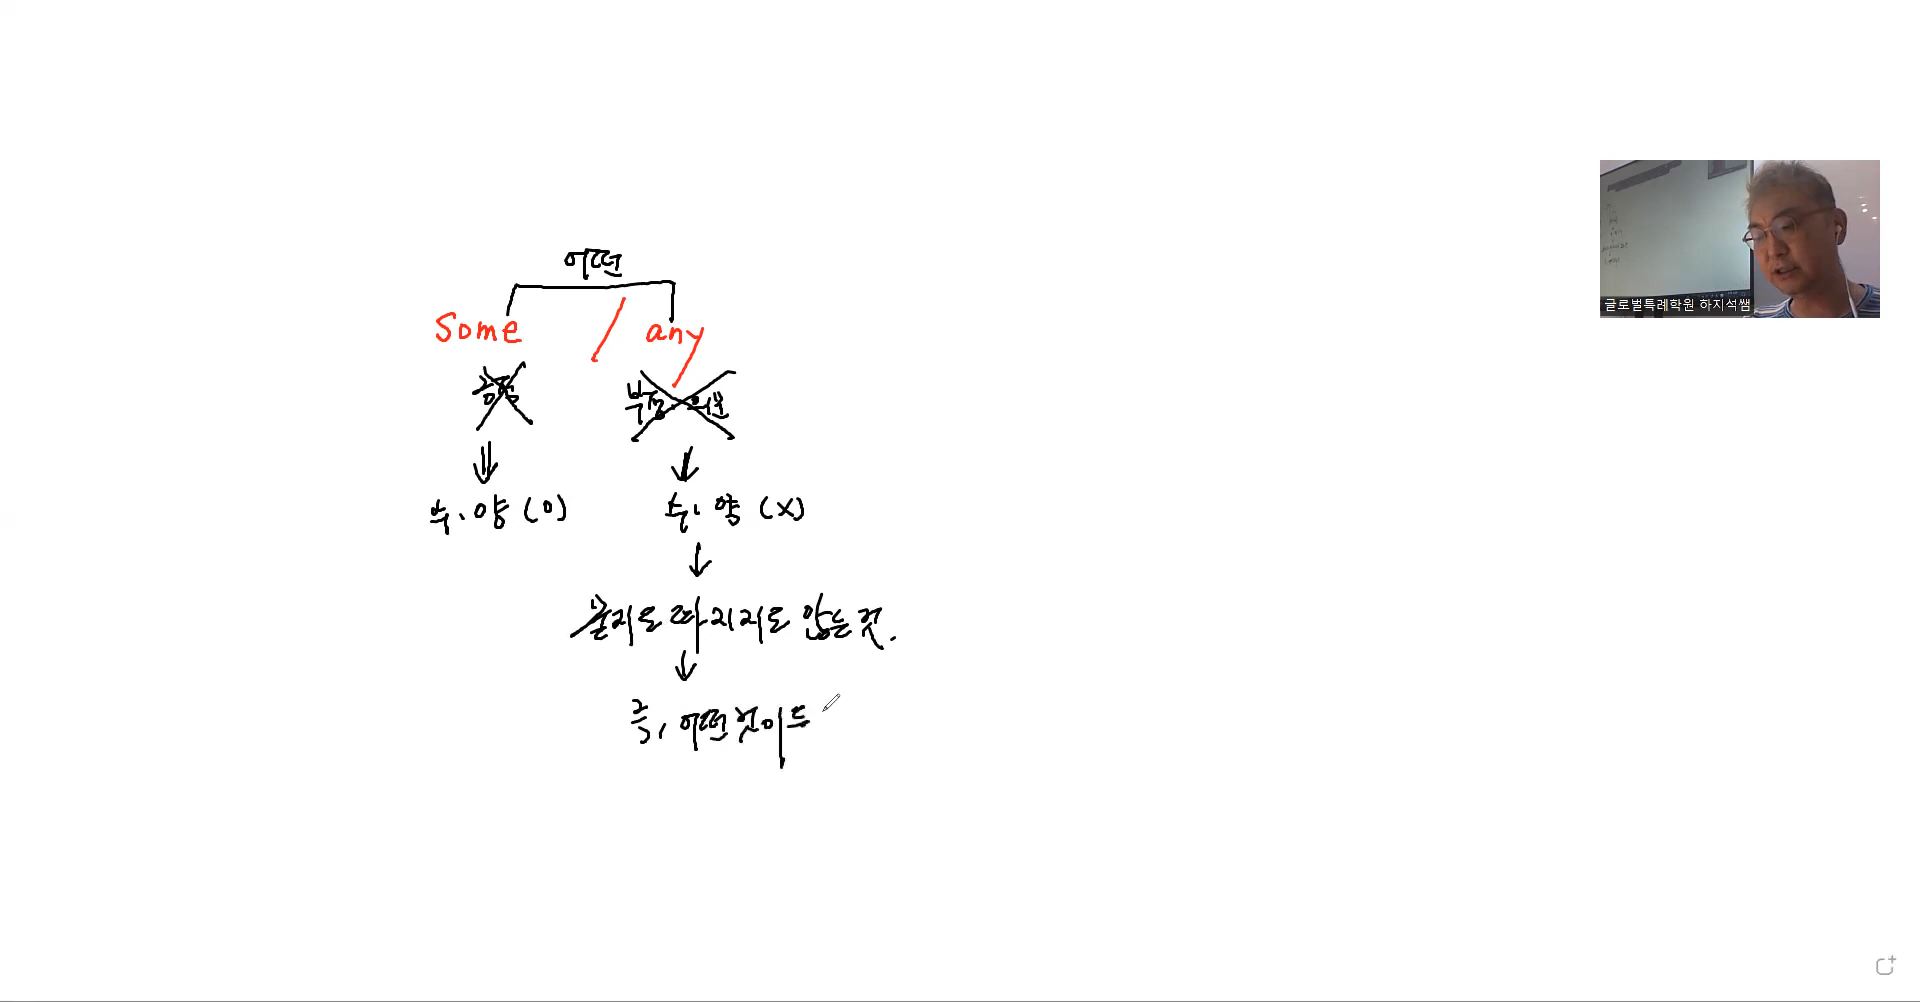 어떤
Some / any
긍정 부정, 의문
수, 양 (O) 수, 양 (X)
묻지도 따지지도 않는것.
즉, 어떤것이드
글로벌특례학원 하지석쌤